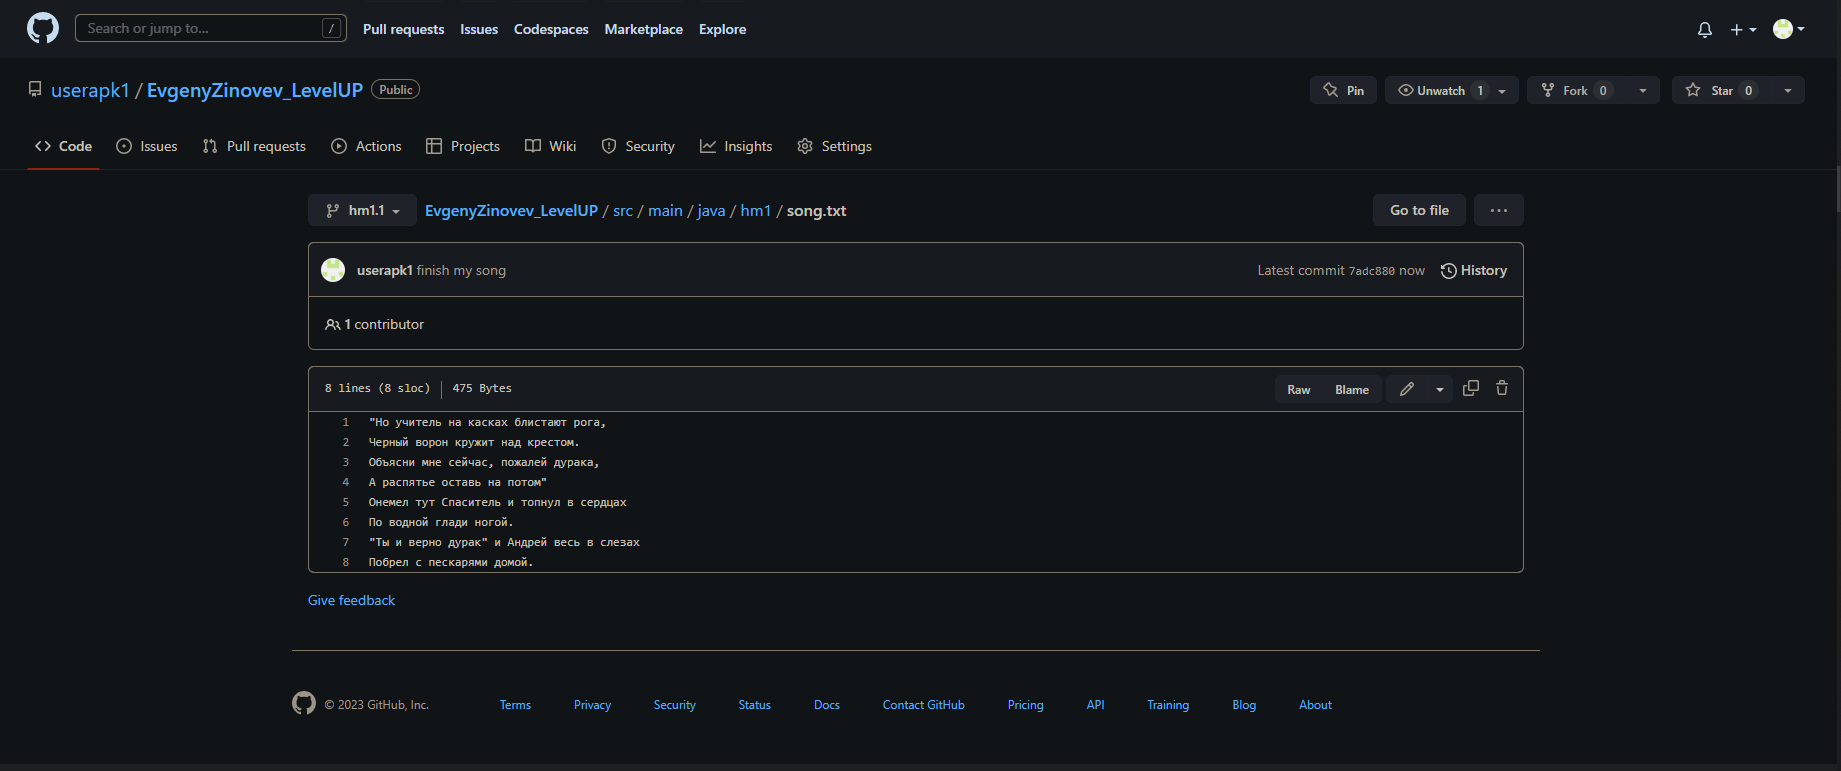 Search or jump to... /
Pull requests Issues Codespaces Marketplace Explore
userapk1 / EvgenyZinovev_LevelUP Public
Pin Unwatch 1 Fork 0 Star 0
Code Issues Pull requests Actions Projects Wiki Security Insights Settings
hm1.1 EvgenyZinovev_LevelUP / src / main / java / hm1 / song.txt Go to file ...
userapk1 finish my song Latest commit 7adc880 now History
1 contributor
8 lines (8 sloc) 475 Bytes Raw Blame
1 "Но учитель на касках блистают рога,
2 Черный ворон кружит над крестом.
3 Объясни мне сейчас, пожалей дурака,
4 А распятье оставь на потом"
5 Онемел тут Спаситель и топнул в сердцах
6 По водной глади ногой.
7 "Ты и верно дурак" и Андрей весь в слезах
8 Побрел с пескарями домой.
Give feedback
© 2023 GitHub, Inc. Terms Privacy Security Status Docs Contact GitHub Pricing API Training Blog About